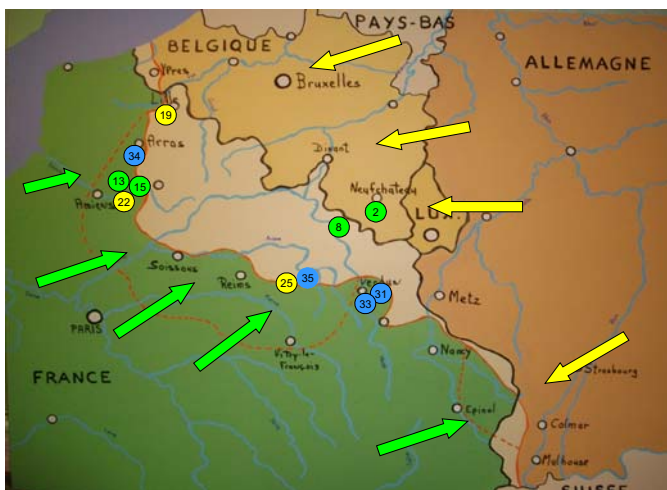 PAYS-BAS
BELGIQUE
ALLEMAGNE
Ypres
Bruxelles
19
Arras
34
Dinant
13
15
Neufchâteau
Amiens
22
2
LUX.
8
Soissons
Reims
25
35
Verdun
31
33
Metz
PARIS
Vitry-le-
François
Nancy
Strasbourg
FRANCE
Epinal
Colmar
Mulhouse
SUISSE